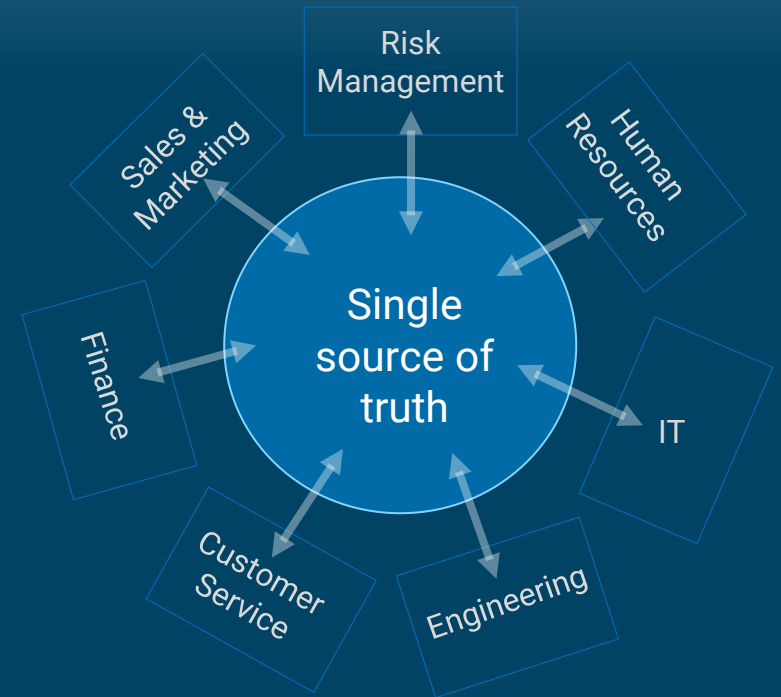 Risk
Management
Sales &
Marketing
Human
Resources
Single
source of
truth
Finance
IT
Customer
Service
Engineering